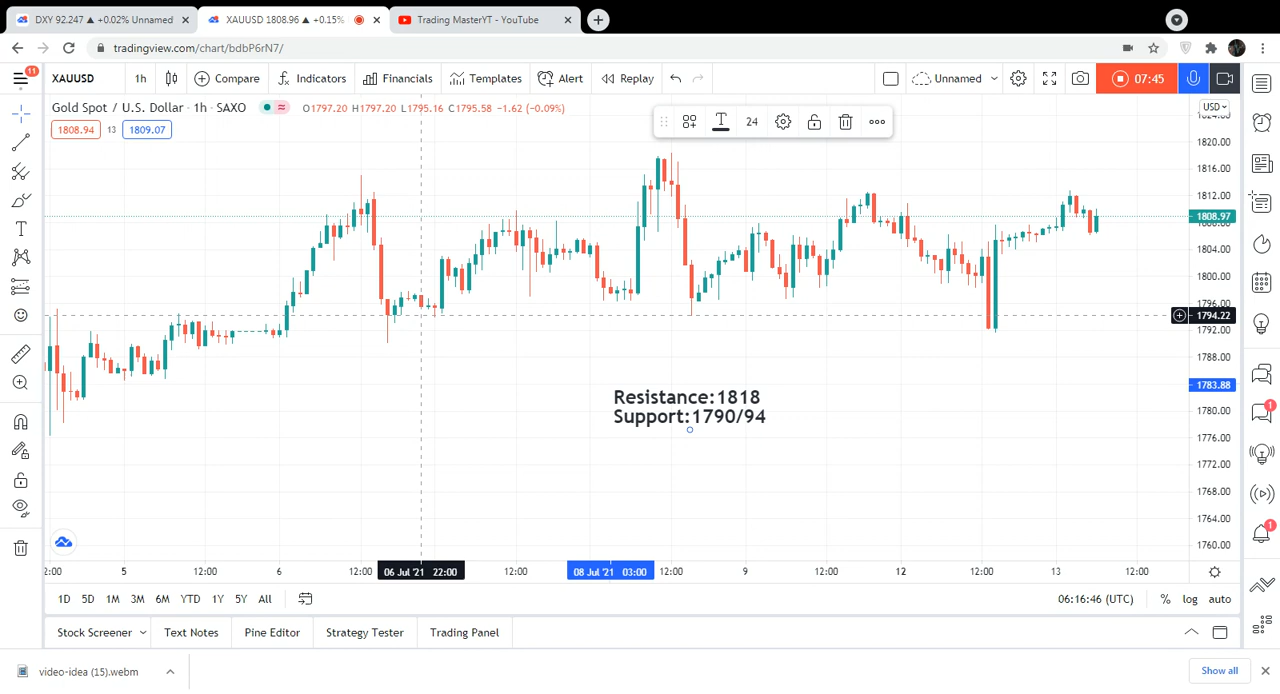 DXY 92.247 ▲ +0.02% Unnamed
XAUUSD 1808.96 ▲ +0.15%
Trading MasterYT - YouTube
tradingview.com/chart/bdbP6rN7/
11
XAUUSD
1h
Compare
Indicators
Financials
Templates
Alert
Replay
Unnamed
07:45
Gold Spot / U.S. Dollar · 1h · SAXO
O1797.20 H1797.20 L1795.16 C1795.58 −1.62 (−0.09%)
USD
1808.94
13
1809.07
T
24
1820.00
1816.00
1812.00
1808.97
1804.00
1800.00
1796.00
1794.22
1792.00
1788.00
1783.88
1780.00
1776.00
1772.00
1768.00
1764.00
1760.00
Resistance:1818
Support:1790/94
2:00
5
12:00
6
12:00
06 Jul '21 22:00
12:00
08 Jul '21 03:00
12:00
9
12:00
12
12:00
13
12:00
1D 5D 1M 3M 6M YTD 1Y 5Y All
06:16:46 (UTC)
%
log
auto
Stock Screener
Text Notes
Pine Editor
Strategy Tester
Trading Panel
1
1
video-idea (15).webm
Show all